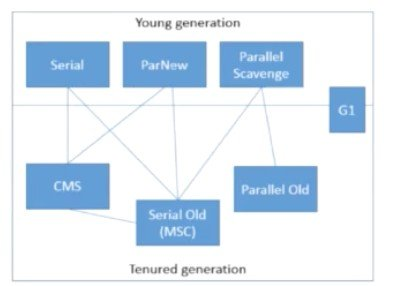 Young generation
Serial
ParNew
Parallel
Scavenge
G1
CMS
Parallel Old
Serial Old
(MSC)
Tenured generation